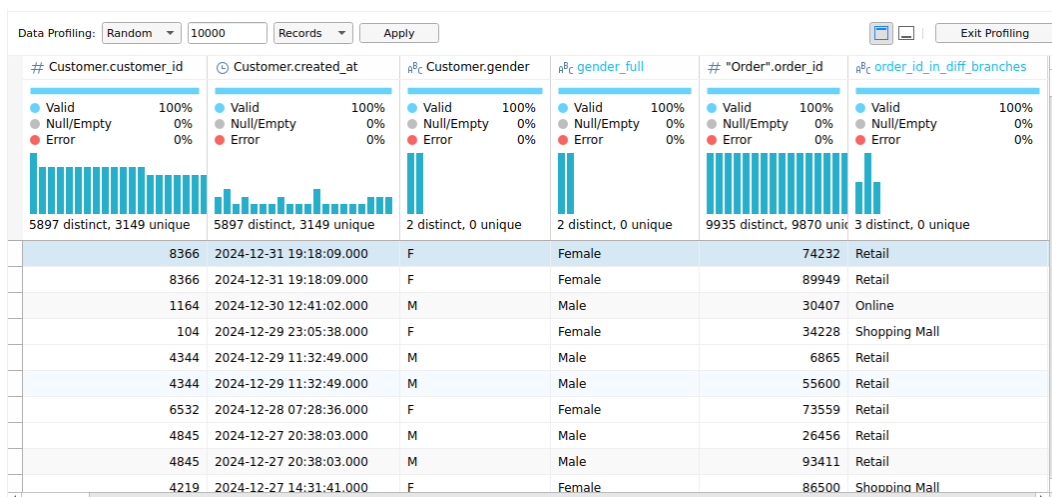 Data Profiling: Random 10000 Records Apply Exit Profiling
# Customer.customer_id Customer.created_at ABC Customer.gender ABC gender_full # "Order".order_id ABC order_id_in_diff_branches
Valid 100% Valid 100% Valid 100% Valid 100% Valid 100% Valid 100%
Null/Empty 0% Null/Empty 0% Null/Empty 0% Null/Empty 0% Null/Empty 0% Null/Empty 0%
Error 0% Error 0% Error 0% Error 0% Error 0% Error 0%
5897 distinct, 3149 unique 5897 distinct, 3149 unique 2 distinct, 0 unique 2 distinct, 0 unique 9935 distinct, 9870 unic 3 distinct, 0 unique
8366 2024-12-31 19:18:09.000 F Female 74232 Retail
8366 2024-12-31 19:18:09.000 F Female 89949 Retail
1164 2024-12-30 12:41:02.000 M Male 30407 Online
104 2024-12-29 23:05:38.000 F Female 34228 Shopping Mall
4344 2024-12-29 11:32:49.000 M Male 6865 Retail
4344 2024-12-29 11:32:49.000 M Male 55600 Retail
6532 2024-12-28 07:28:36.000 F Female 73559 Retail
4845 2024-12-27 20:38:03.000 M Male 26456 Retail
4845 2024-12-27 20:38:03.000 M Male 93411 Retail
4219 2024-12-27 14:31:41.000 F Female 86500 Shopping Mall